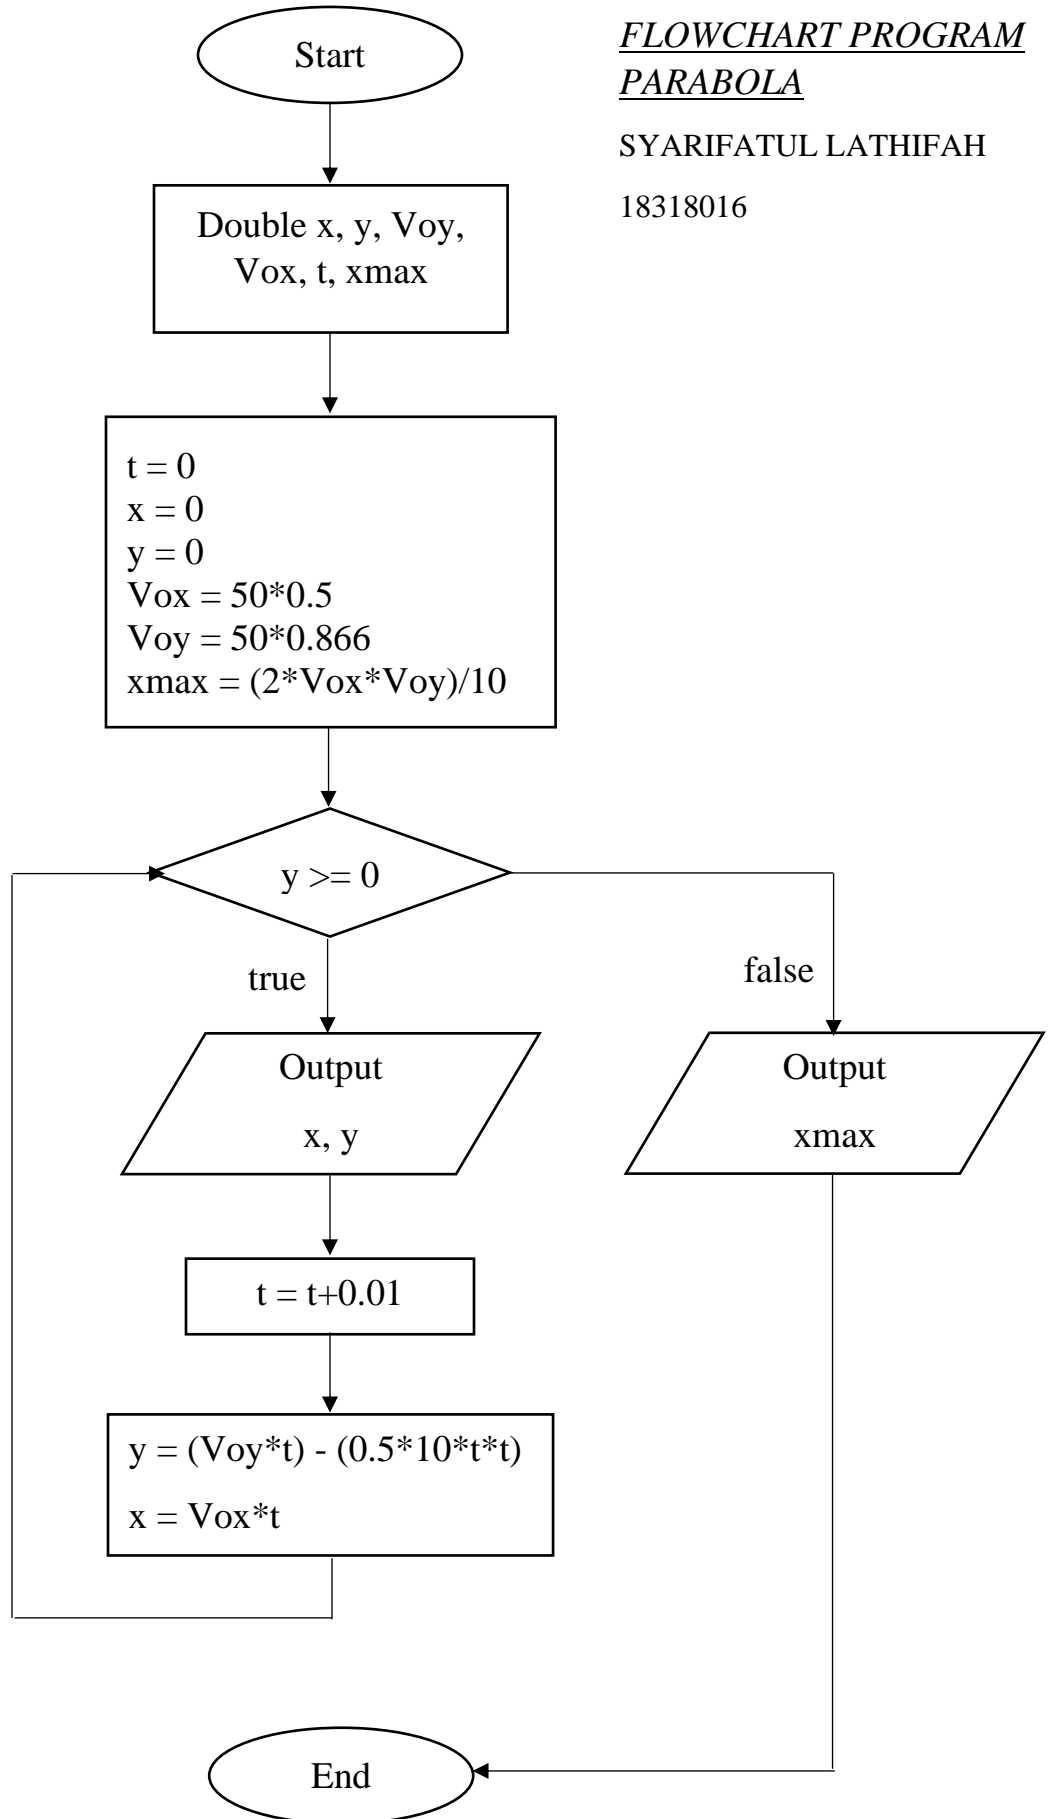 FLOWCHART PROGRAM
PARABOLA
SYARIFATUL LATHIFAH
18318016
Start
Double x, y, Voy,
Vox, t, xmax
t = 0
x = 0
y = 0
Vox = 50*0.5
Voy = 50*0.866
xmax = (2*Vox*Voy)/10
y >= 0
true
false
Output
x, y
Output
xmax
t = t+0.01
y = (Voy*t) - (0.5*10*t*t)
x = Vox*t
End